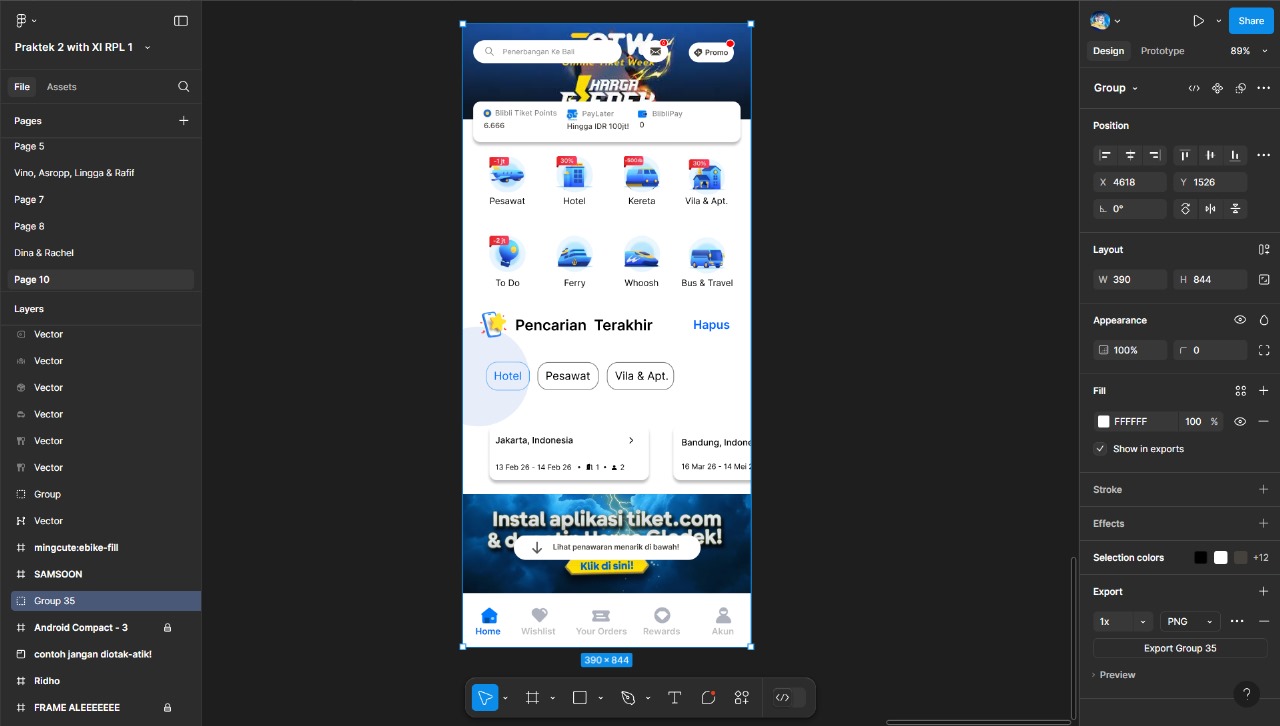 Praktek 2 with XI RPL 1
File
Assets
Pages
Page 5
Vino, Asropp, Lingga & Rafif
Page 7
Page 8
Dina & Rachel
Page 10
Layers
Vector
Vector
Vector
Vector
Vector
Vector
Group
Vector
mingcute:ebike-fill
SAMSOON
Group 35
Android Compact - 3
contoh jangan diotak-atik!
Ridho
FRAME ALEEEEEEE
OTW
Online Tiket Week
Penerbangan Ke Bali
Promo
HARGA
Blibli Tiket Points
PayLater
BlibliPay
6.666
Hingga IDR 100jt!
0
-1 jt
30%
30%
Pesawat
Hotel
Kereta
Vila & Apt.
-2 jt
To Do
Ferry
Whoosh
Bus & Travel
Pencarian Terakhir
Hapus
Hotel
Pesawat
Vila & Apt.
Jakarta, Indonesia
Bandung, Indone
13 Feb 26 - 14 Feb 26 • 1 • 2
16 Mar 26 - 14 Mei 2
Instal aplikasi tiket.com
Lihat penawaran menarik di bawah!
Klik di sini!
Home
Wishlist
Your Orders
Rewards
Akun
390 × 844
Share
Design
Prototype
89%
Group
Position
X 4618
Y 1526
0°
Layout
W 390
H 844
Appearance
100%
0
Fill
FFFFFF
100 %
Show in exports
Stroke
Effects
Selection colors
+12
Export
1x
PNG
Export Group 35
Preview
?